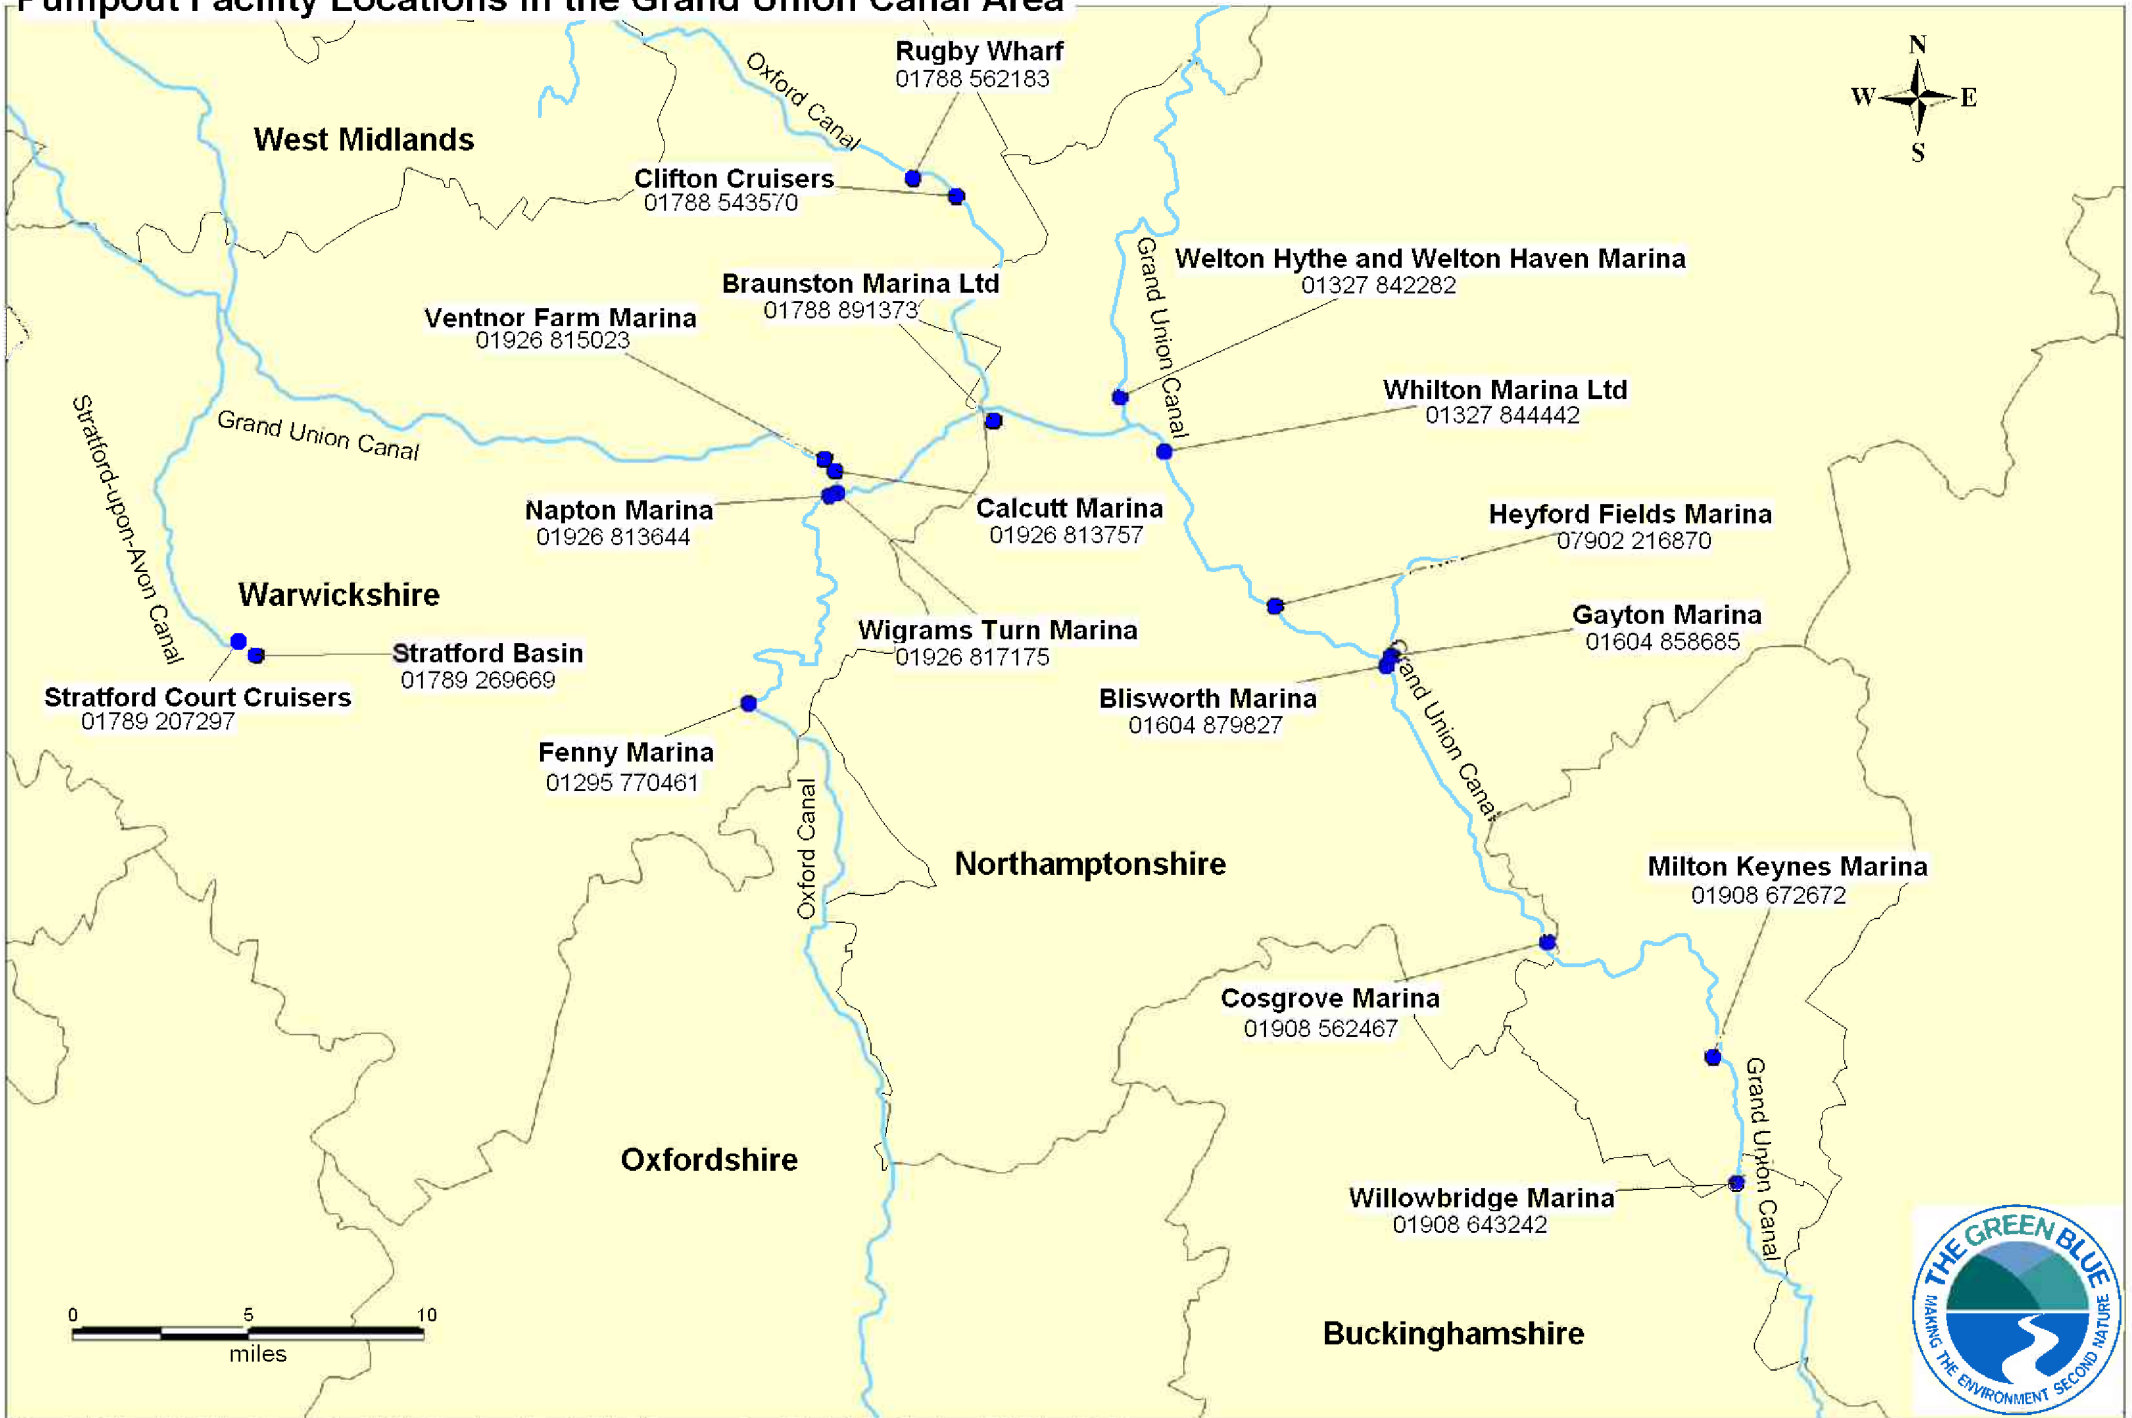 Pumpout Facility Locations in the Grand Union Canal Area
Rugby Wharf
01788 562183
N
W E
S
Oxford Canal
West Midlands
Clifton Cruisers
01788 543570
Grand Union Canal
Welton Hythe and Welton Haven Marina
01327 842282
Braunston Marina Ltd
01788 891373
Ventnor Farm Marina
01926 815023
Whilton Marina Ltd
01327 844442
Stratford-upon-Avon Canal
Grand Union Canal
Napton Marina
01926 813644
Calcutt Marina
01926 813757
Heyford Fields Marina
07902 216870
Warwickshire
Wigrams Turn Marina
01926 817175
Gayton Marina
01604 858685
Stratford Basin
01789 269669
Grand Union Canal
Stratford Court Cruisers
01789 207297
Blisworth Marina
01604 879827
Fenny Marina
01295 770461
Oxford Canal
Northamptonshire
Milton Keynes Marina
01908 672672
Cosgrove Marina
01908 562467
Grand Union Canal
Oxfordshire
Willowbridge Marina
01908 643242
Buckinghamshire
0 5 10
miles
THE GREEN BLUE
MAKING THE ENVIRONMENT SECOND NATURE